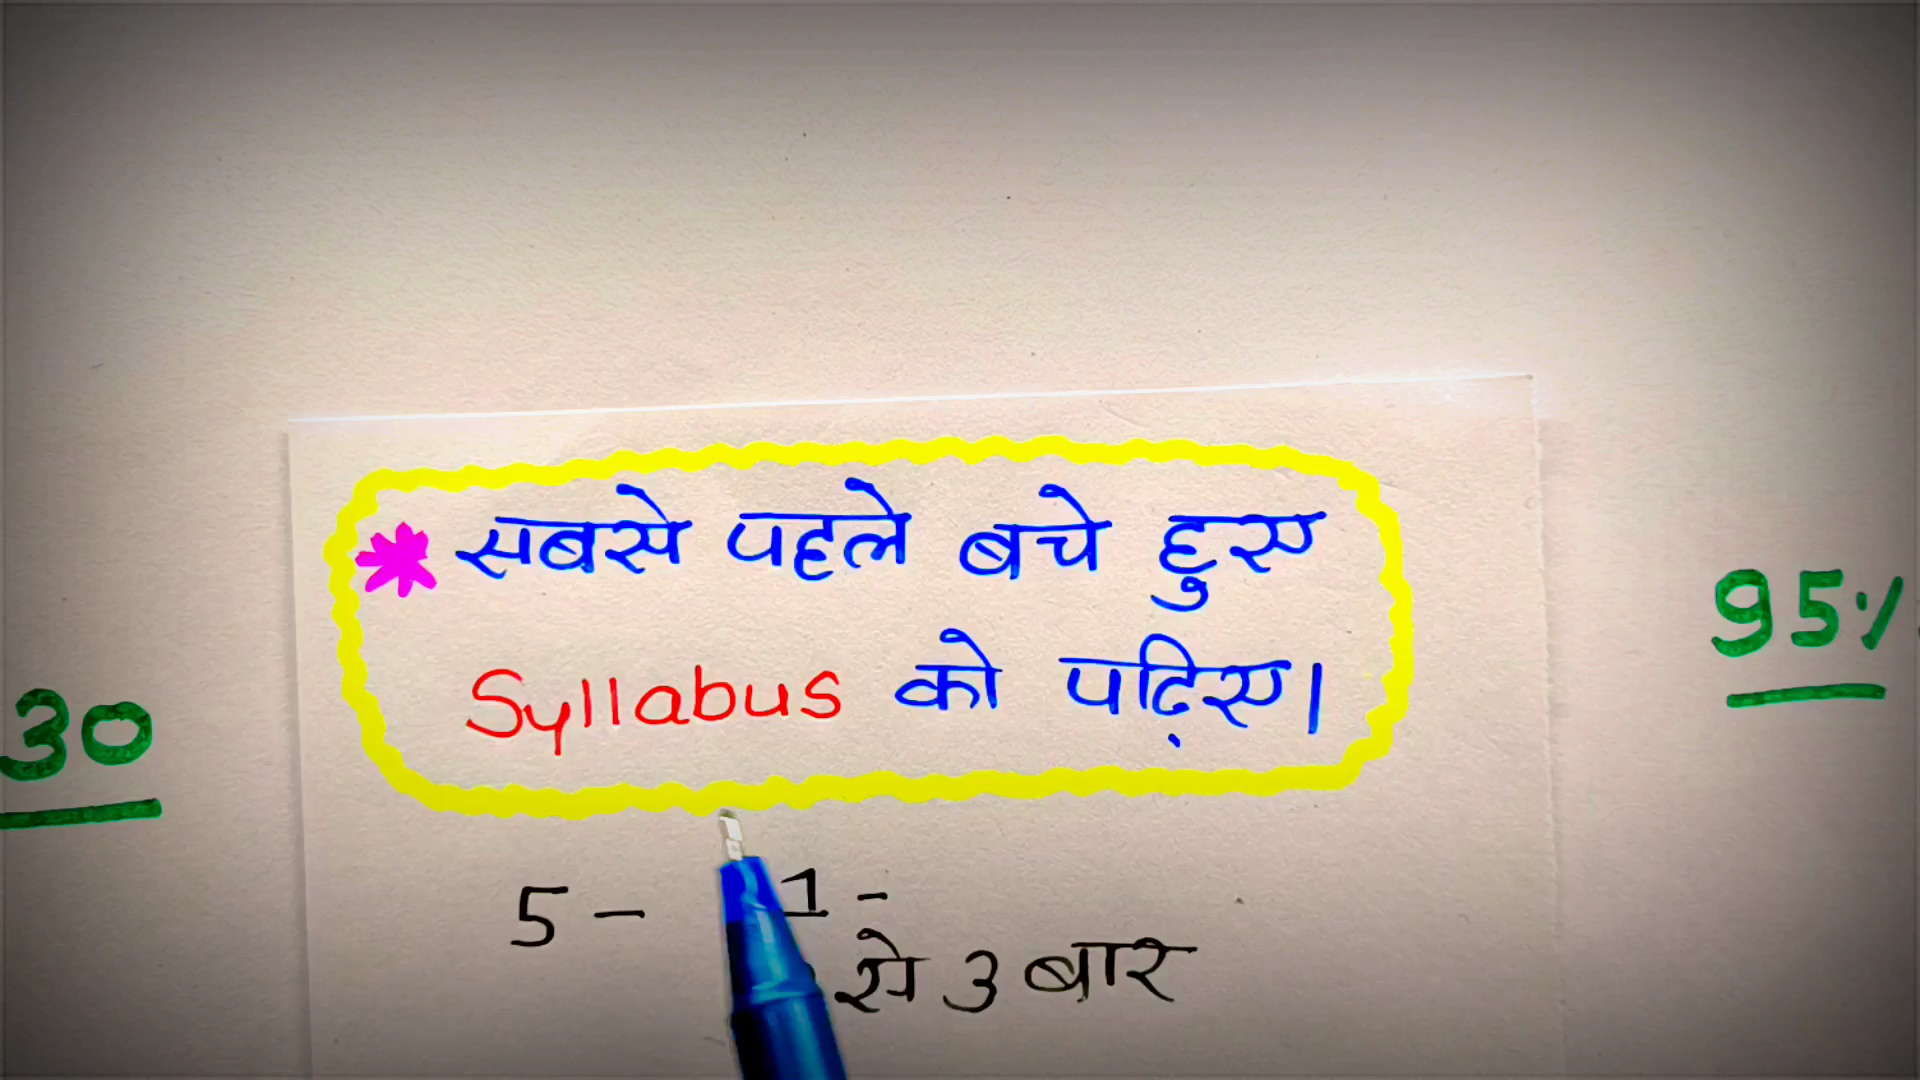 सबसे पहले बचे हुए
Syllabus को पढ़िए।
95%
30
5 - 1 -
से 3 बार